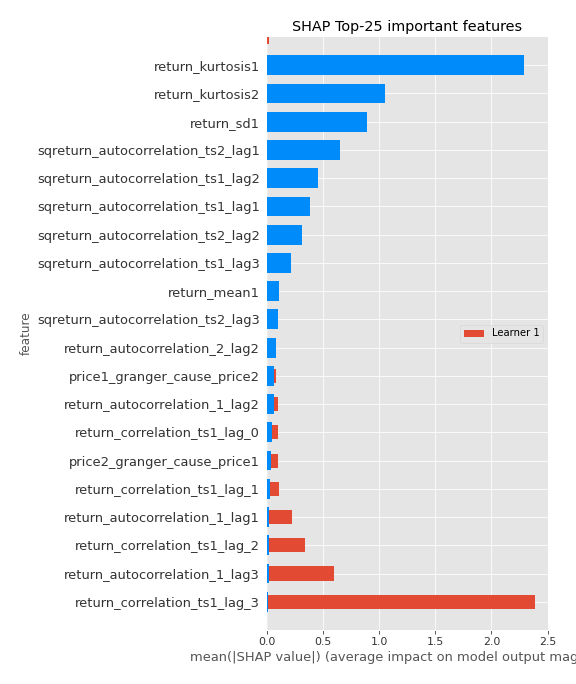 SHAP Top-25 important features
return_kurtosis1
return_kurtosis2
return_sd1
sqreturn_autocorrelation_ts2_lag1
sqreturn_autocorrelation_ts1_lag2
sqreturn_autocorrelation_ts1_lag1
sqreturn_autocorrelation_ts2_lag2
sqreturn_autocorrelation_ts1_lag3
return_mean1
sqreturn_autocorrelation_ts2_lag3
return_autocorrelation_2_lag2
price1_granger_cause_price2
return_autocorrelation_1_lag2
return_correlation_ts1_lag_0
price2_granger_cause_price1
return_correlation_ts1_lag_1
return_autocorrelation_1_lag1
return_correlation_ts1_lag_2
return_autocorrelation_1_lag3
return_correlation_ts1_lag_3
feature
Learner 1
0.0 0.5 1.0 1.5 2.0 2.5
mean(|SHAP value|) (average impact on model output mag